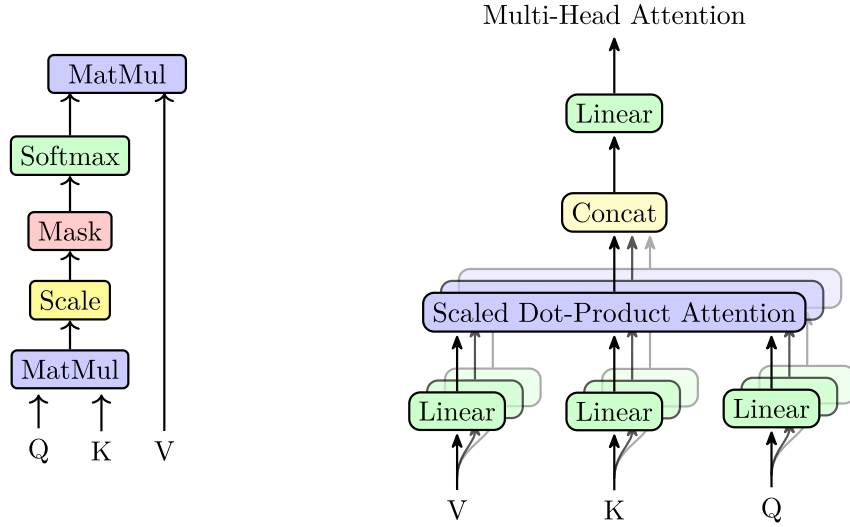 MatMul
Softmax
Mask
Scale
MatMul
Q K V
Multi-Head Attention
Linear
Concat
Scaled Dot-Product Attention
Linear Linear Linear
V K Q